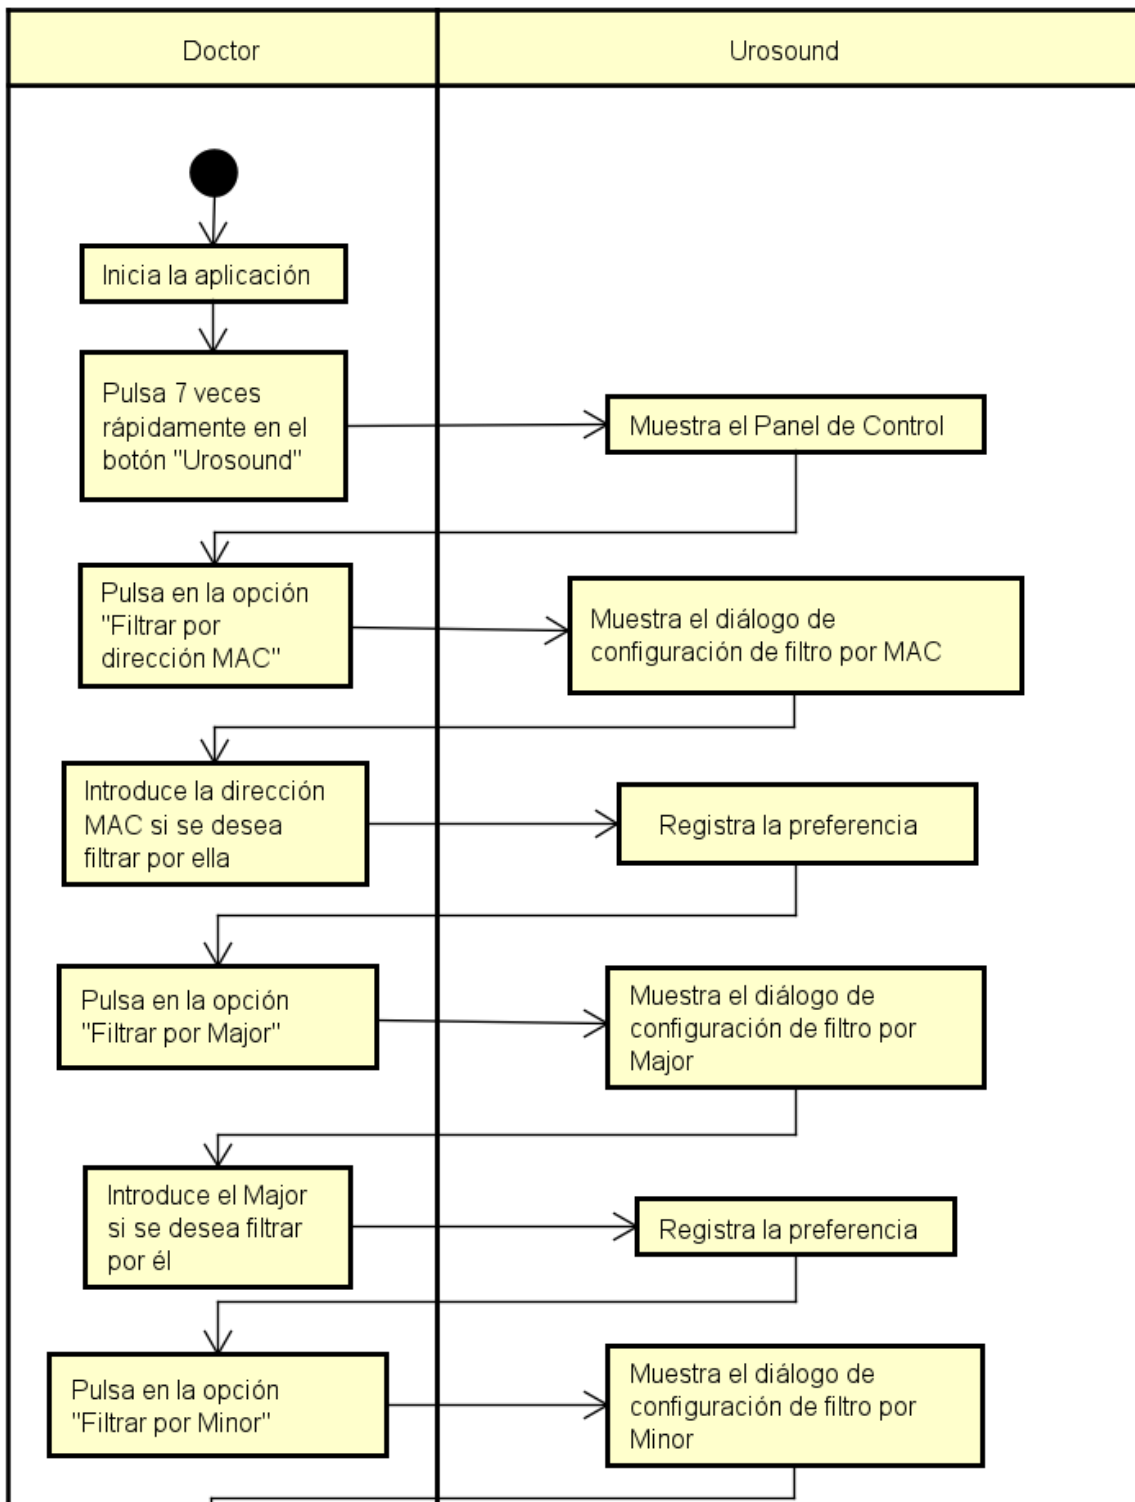 Doctor
Urosound
Inicia la aplicación
Pulsa 7 veces
rápidamente en el
botón "Urosound"
Muestra el Panel de Control
Pulsa en la opción
"Filtrar por
dirección MAC"
Muestra el diálogo de
configuración de filtro por MAC
Introduce la dirección
MAC si se desea
filtrar por ella
Registra la preferencia
Pulsa en la opción
"Filtrar por Major"
Muestra el diálogo de
configuración de filtro por
Major
Introduce el Major
si se desea filtrar
por él
Registra la preferencia
Pulsa en la opción
"Filtrar por Minor"
Muestra el diálogo de
configuración de filtro por
Minor